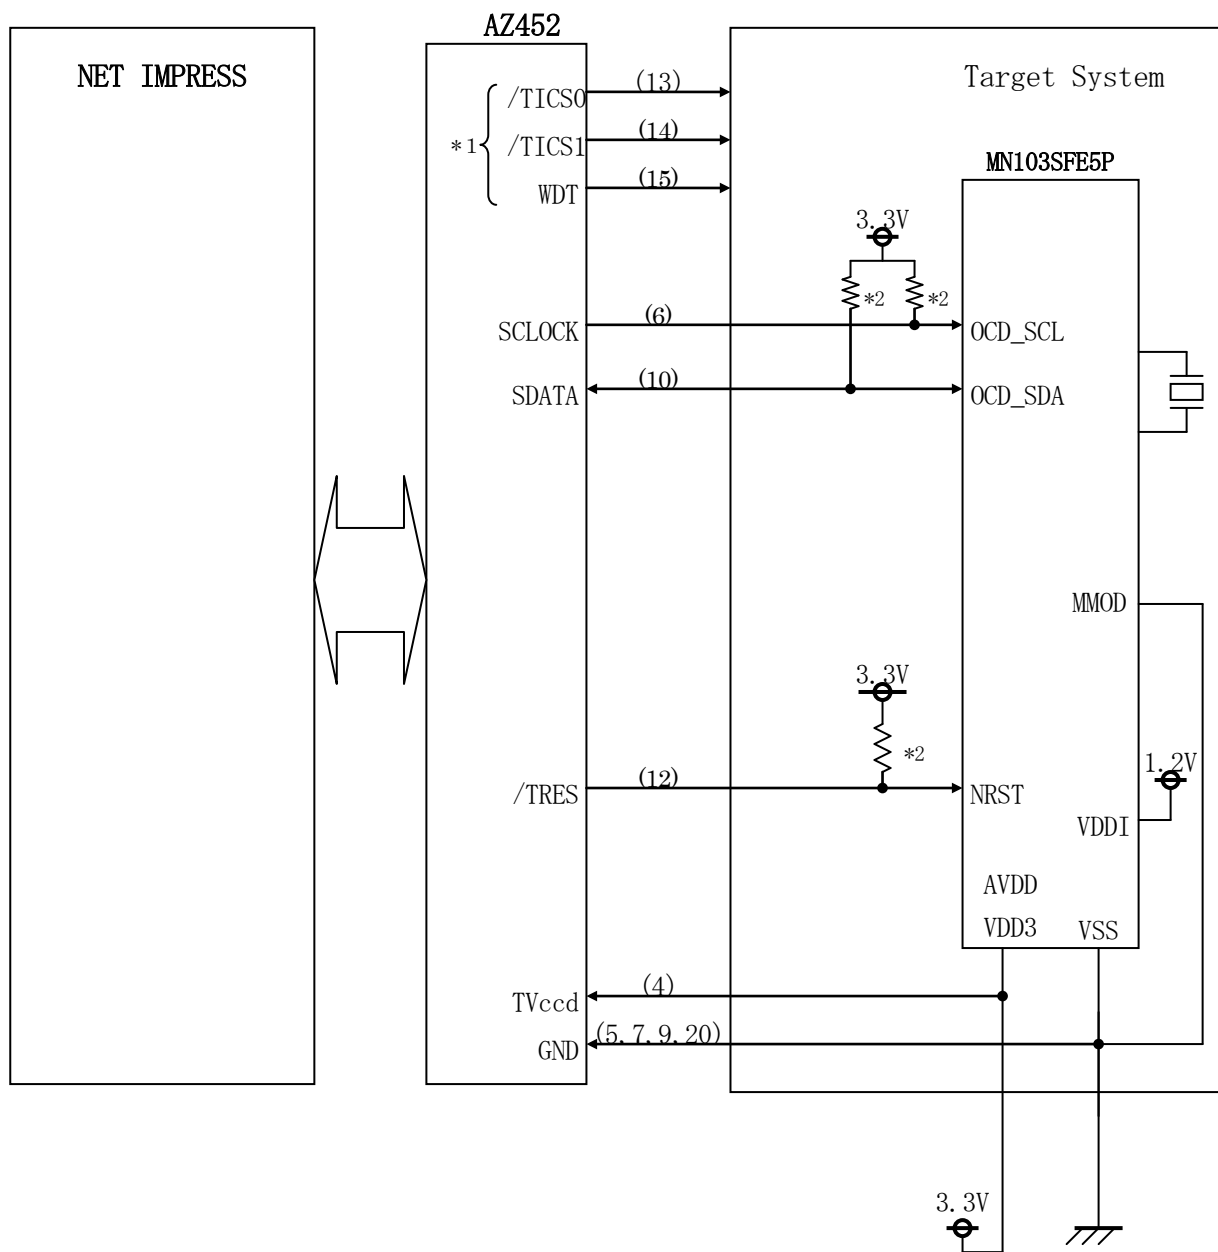 AZ452
NET IMPRESS
Target System
/TICS0
(13)
*1
/TICS1
(14)
WDT
(15)
MN103SFE5P
3.3V
*2
*2
SCLOCK
(6)
OCD_SCL
SDATA
(10)
OCD_SDA
MMOD
3.3V
*2
1.2V
/TRES
(12)
NRST
VDDI
AVDD
VDD3
VSS
TVccd
(4)
GND
(5,7,9,20)
3.3V